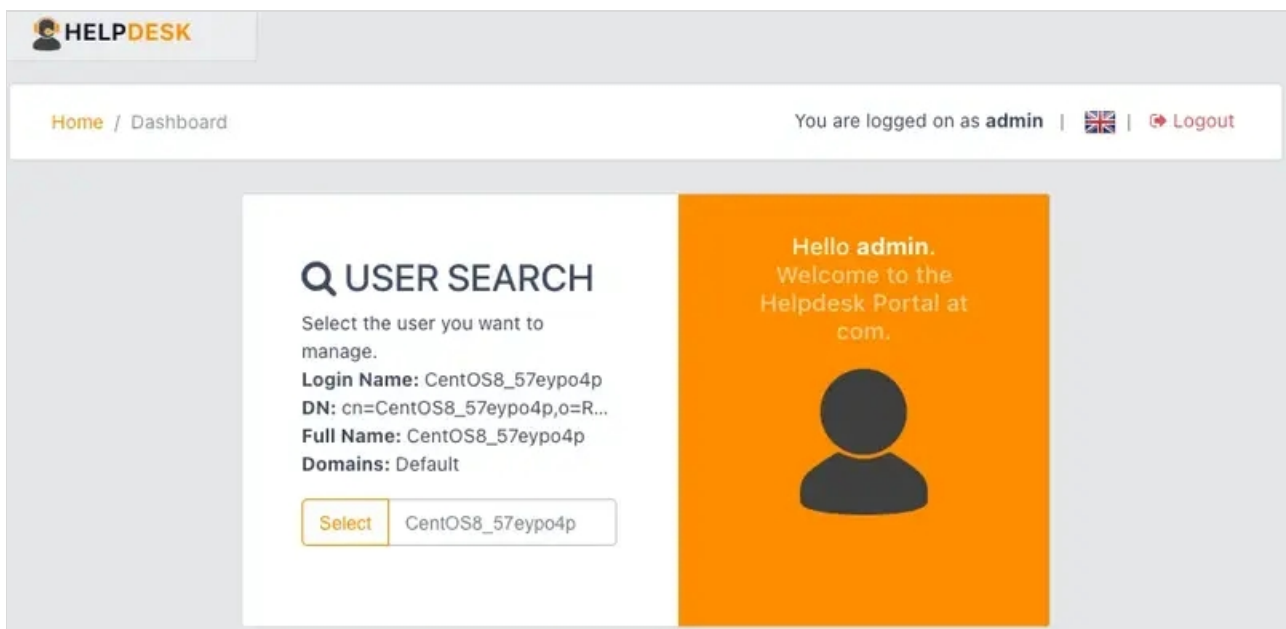 HELPDESK
Home / Dashboard
You are logged on as admin | | Logout
USER SEARCH
Select the user you want to
manage.
Login Name: CentOS8_57eypo4p
DN: cn=CentOS8_57eypo4p,o=R...
Full Name: CentOS8_57eypo4p
Domains: Default
Select CentOS8_57eypo4p
Hello admin.
Welcome to the
Helpdesk Portal at
com.